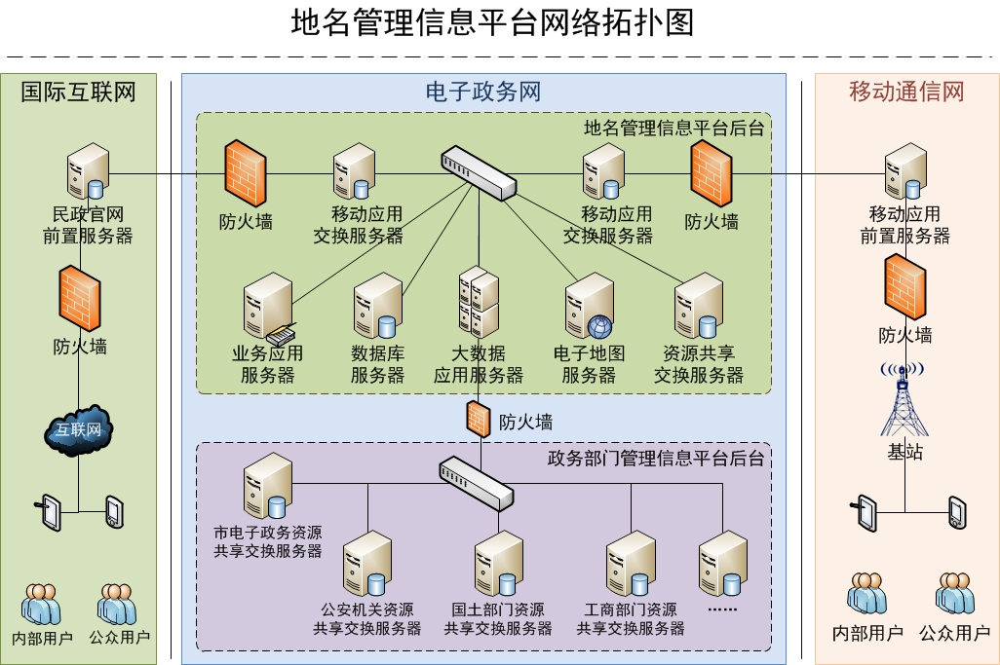 地名管理信息平台网络拓扑图
国际互联网
民政官网
前置服务器
防火墙
互联网
内部用户
公众用户
电子政务网
地名管理信息平台后台
防火墙
移动应用
交换服务器
移动应用
交换服务器
防火墙
业务应用
服务器
数据库
服务器
大数据
应用服务器
电子地图
服务器
资源共享
交换服务器
防火墙
政务部门管理信息平台后台
市电子政务资源
共享交换服务器
公安机关资源
共享交换服务器
国土部门资源
共享交换服务器
工商部门资源
共享交换服务器
······
移动通信网
移动应用
前置服务器
防火墙
基站
内部用户
公众用户